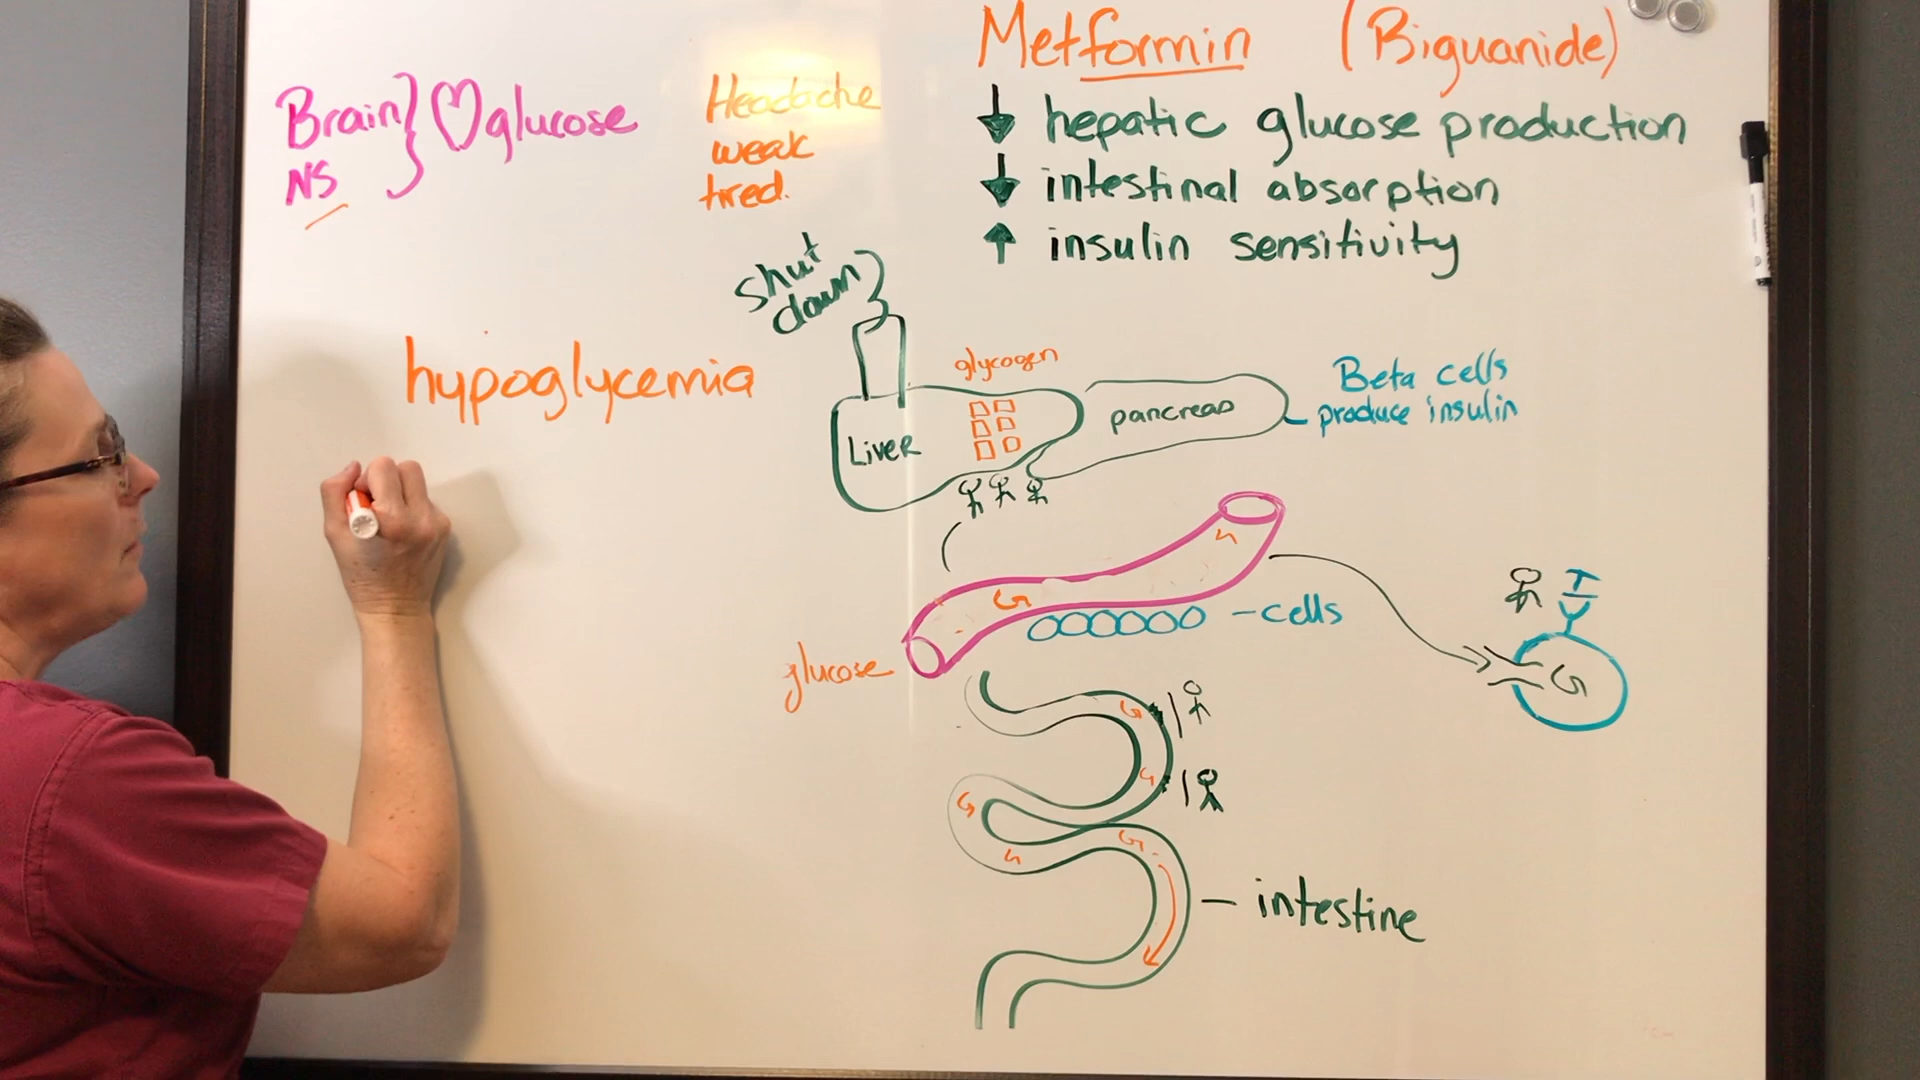 Metformin (Biguanide)
↓ hepatic glucose production
↓ intestinal absorption
↑ insulin sensitivity
Brain } ♡ glucose
NS
Headache
weak
tired.
shut
down
hypoglycemia
glycogen
Liver
pancreas
Beta cells
produce insulin
G
G
- cells
glucose
G
G
G
G
G
G
- intestine